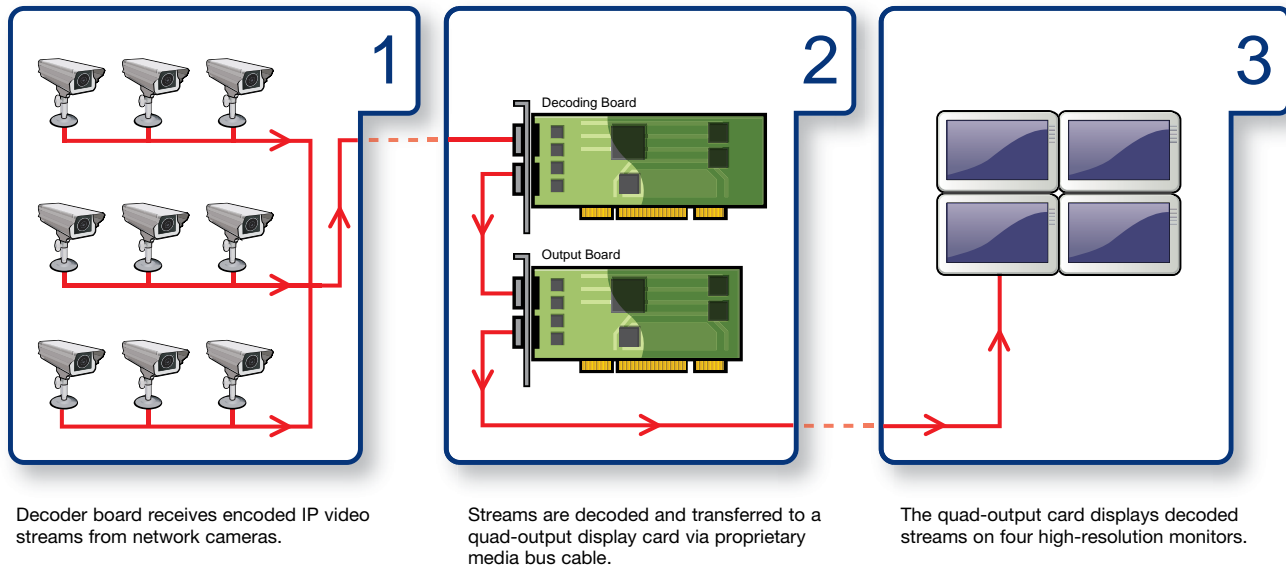 1
2
3
Decoding Board
Output Board
Decoder board receives encoded IP video
streams from network cameras.
Streams are decoded and transferred to a
quad-output display card via proprietary
media bus cable.
The quad-output card displays decoded
streams on four high-resolution monitors.